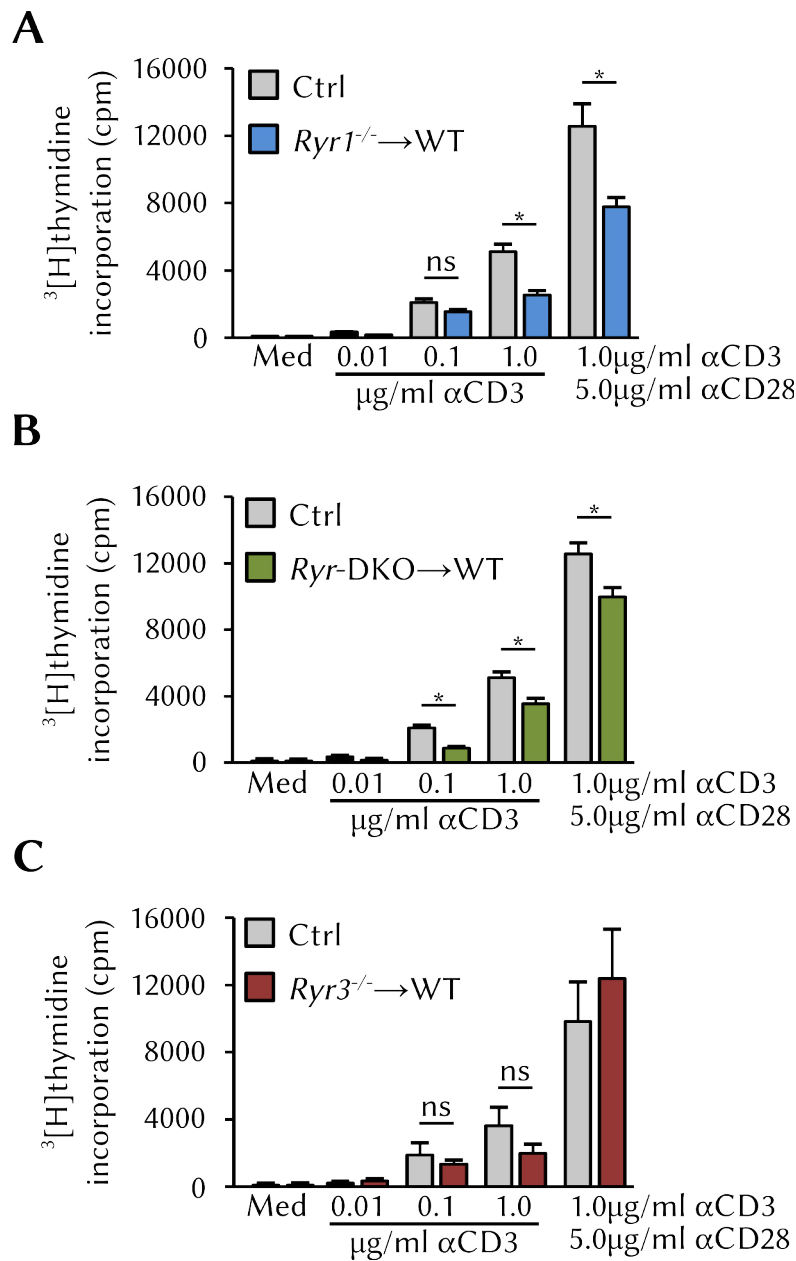 A
16000
12000
8000
4000
0
³[H]thymidine
incorporation (cpm)
Ctrl
Ryr1⁻/⁻→WT
ns
*
*
Med 0.01 0.1 1.0 1.0µg/ml αCD3
µg/ml αCD3 5.0µg/ml αCD28
B
16000
12000
8000
4000
0
³[H]thymidine
incorporation (cpm)
Ctrl
Ryr-DKO→WT
*
*
*
Med 0.01 0.1 1.0 1.0µg/ml αCD3
µg/ml αCD3 5.0µg/ml αCD28
C
16000
12000
8000
4000
0
³[H]thymidine
incorporation (cpm)
Ctrl
Ryr3⁻/⁻→WT
ns
ns
Med 0.01 0.1 1.0 1.0µg/ml αCD3
µg/ml αCD3 5.0µg/ml αCD28